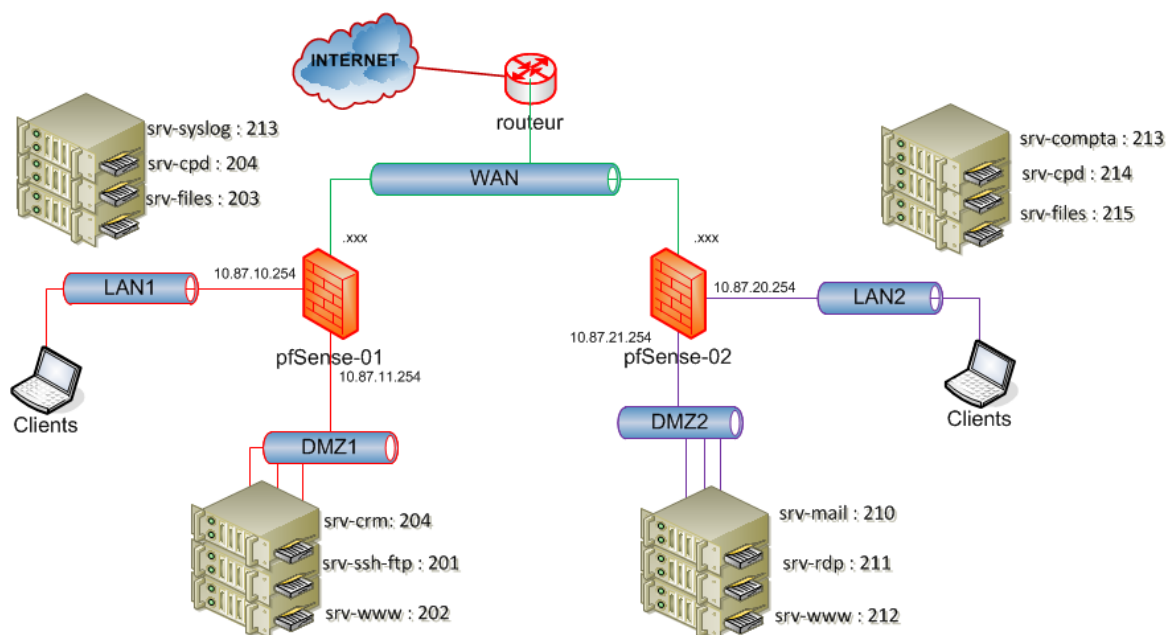 INTERNET
routeur
srv-syslog : 213
srv-cpd : 204
srv-files : 203
srv-compta : 213
srv-cpd : 214
srv-files : 215
WAN
.xxx
.xxx
10.87.10.254
LAN1
pfSense-01
10.87.11.254
Clients
10.87.20.254
LAN2
10.87.21.254
pfSense-02
Clients
DMZ1
srv-crm: 204
srv-ssh-ftp : 201
srv-www : 202
DMZ2
srv-mail : 210
srv-rdp : 211
srv-www : 212